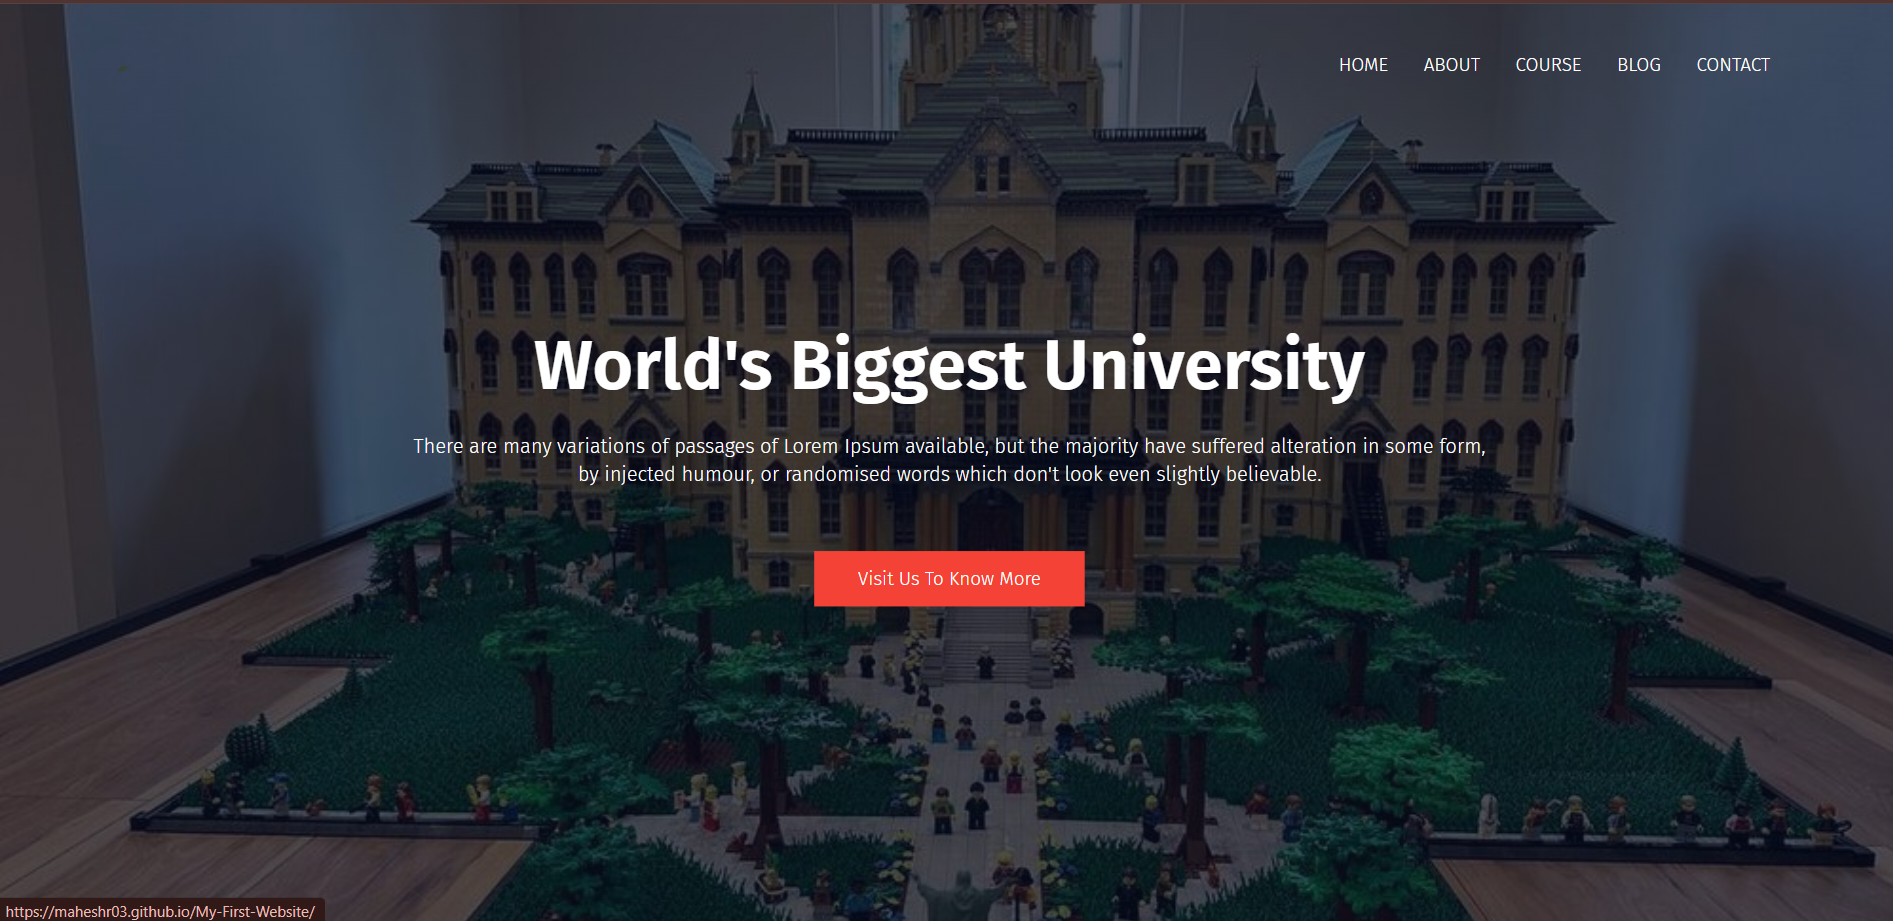 HOME ABOUT COURSE BLOG CONTACT
World's Biggest University
There are many variations of passages of Lorem Ipsum available, but the majority have suffered alteration in some form,
by injected humour, or randomised words which don't look even slightly believable.
Visit Us To Know More
https://maheshr03.github.io/My-First-Website/